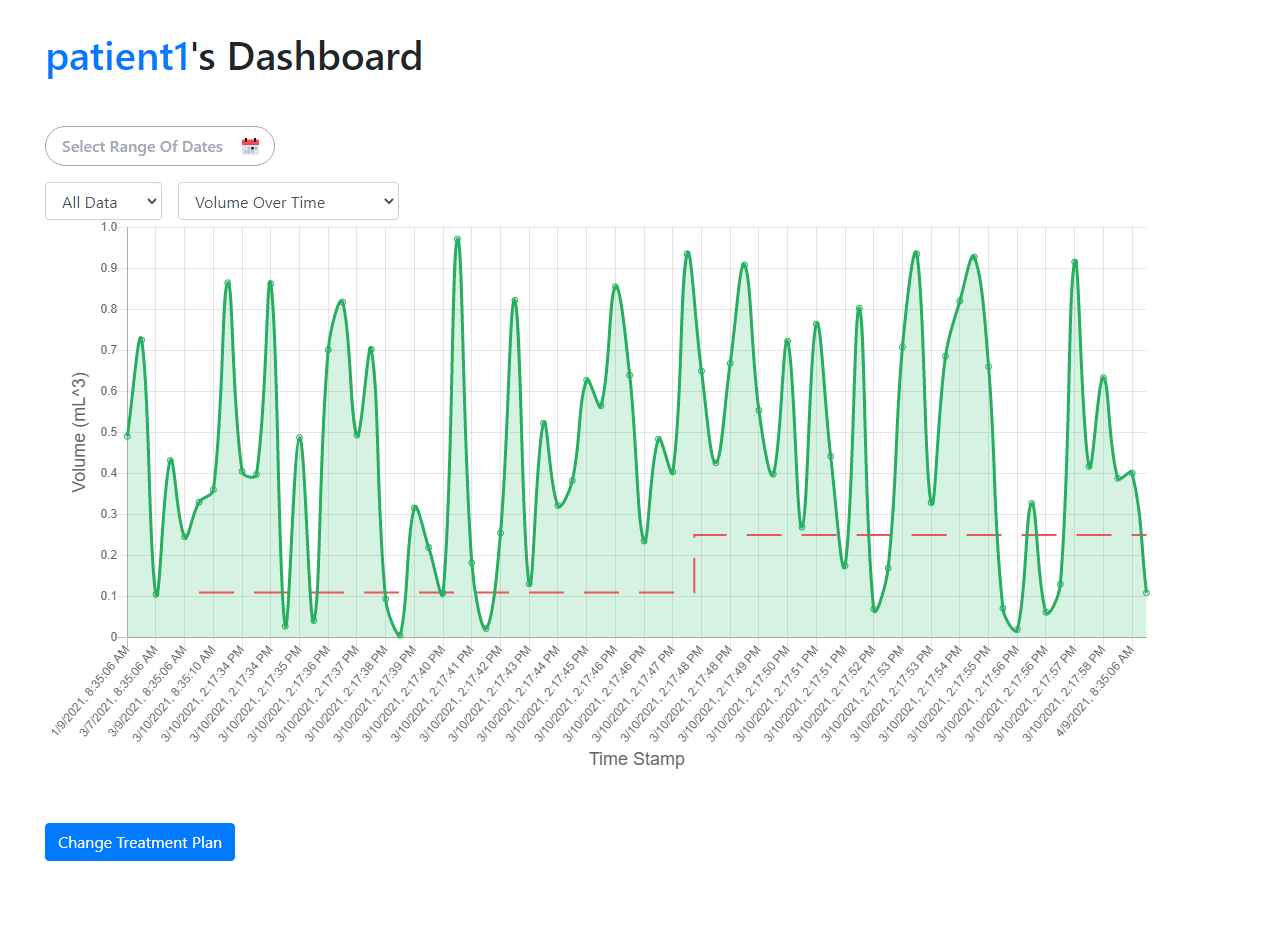 patient1's Dashboard
Select Range Of Dates
All Data
Volume Over Time
1.0
0.9
0.8
0.7
0.6
0.5
0.4
0.3
0.2
0.1
0
Volume (mL^3)
1/9/2021, 8:35:06 AM
3/7/2021, 8:35:06 AM
3/9/2021, 8:35:06 AM
3/10/2021, 8:35:10 AM
3/10/2021, 2:17:34 PM
3/10/2021, 2:17:34 PM
3/10/2021, 2:17:35 PM
3/10/2021, 2:17:36 PM
3/10/2021, 2:17:37 PM
3/10/2021, 2:17:38 PM
3/10/2021, 2:17:39 PM
3/10/2021, 2:17:40 PM
3/10/2021, 2:17:41 PM
3/10/2021, 2:17:42 PM
3/10/2021, 2:17:43 PM
3/10/2021, 2:17:44 PM
3/10/2021, 2:17:45 PM
3/10/2021, 2:17:46 PM
3/10/2021, 2:17:46 PM
3/10/2021, 2:17:47 PM
3/10/2021, 2:17:48 PM
3/10/2021, 2:17:48 PM
3/10/2021, 2:17:49 PM
3/10/2021, 2:17:50 PM
3/10/2021, 2:17:51 PM
3/10/2021, 2:17:51 PM
3/10/2021, 2:17:52 PM
3/10/2021, 2:17:53 PM
3/10/2021, 2:17:53 PM
3/10/2021, 2:17:54 PM
3/10/2021, 2:17:55 PM
3/10/2021, 2:17:56 PM
3/10/2021, 2:17:56 PM
3/10/2021, 2:17:57 PM
3/10/2021, 2:17:58 PM
4/9/2021, 8:35:06 AM
Time Stamp
Change Treatment Plan